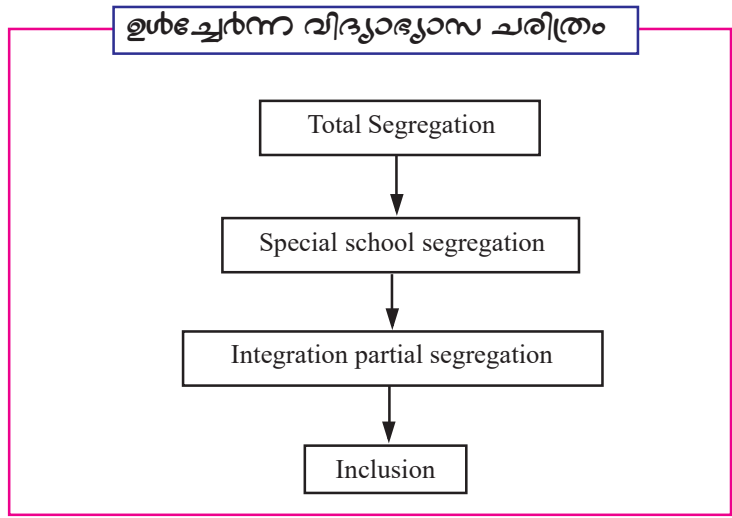 ഉൾച്ചേർന്ന വിദ്യാഭ്യാസ ചരിത്രം
Total Segregation
Special school segregation
Integration partial segregation
Inclusion